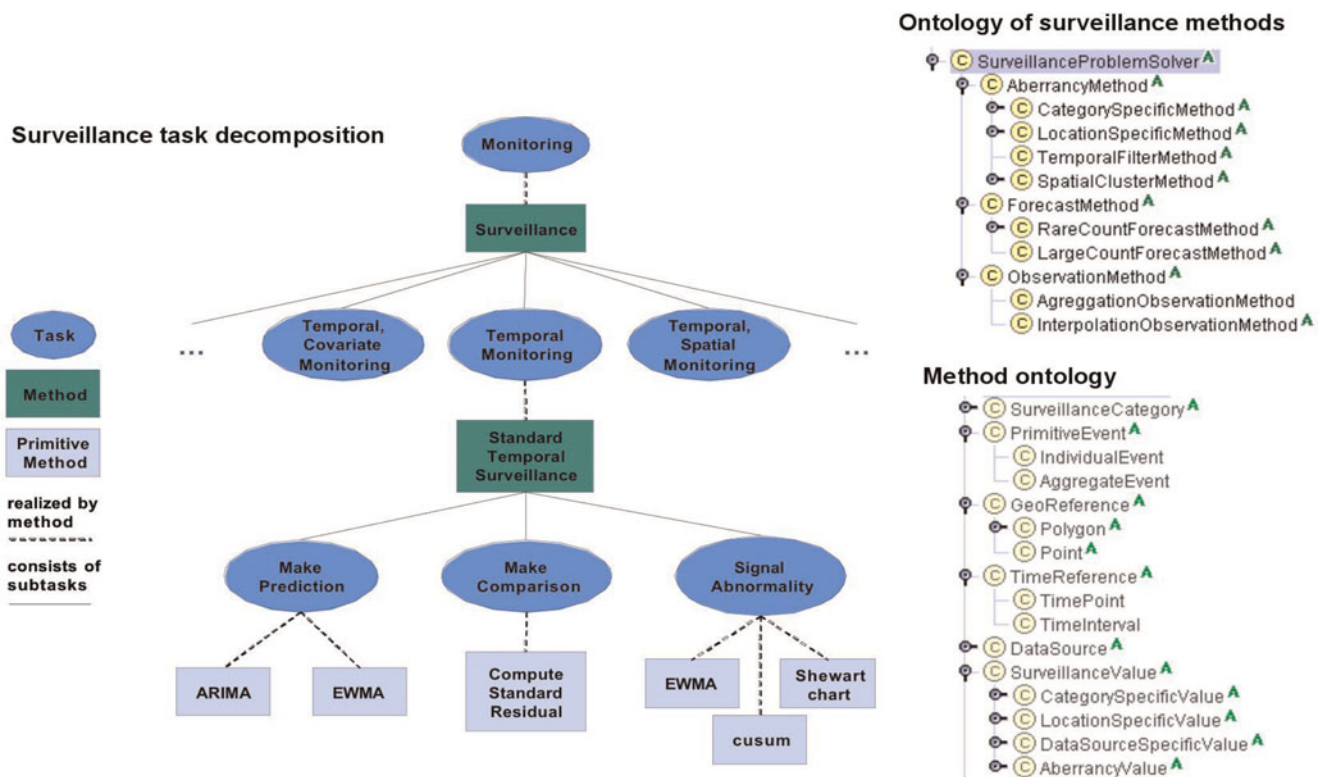 Surveillance task decomposition
Monitoring
Surveillance
...
Temporal,
Covariate
Monitoring
Temporal
Monitoring
Temporal,
Spatial
Monitoring
...
Standard
Temporal
Surveillance
Make
Prediction
Make
Comparison
Signal
Abnormality
ARIMA
EWMA
Compute
Standard
Residual
EWMA
cusum
Shewart
chart
Task
Method
Primitive
Method
realized by
method
consists of
subtasks
Ontology of surveillance methods
C SurveillanceProblemSolver A
C AberrancyMethod A
C CategorySpecificMethod A
C LocationSpecificMethod A
C TemporalFilterMethod A
C SpatialClusterMethod A
C ForecastMethod A
C RareCountForecastMethod A
C LargeCountForecastMethod A
C ObservationMethod A
C AgreggationObservationMethod
C InterpolationObservationMethod A
Method ontology
C SurveillanceCategory A
C PrimitiveEvent A
C IndividualEvent
C AggregateEvent
C GeoReference A
C Polygon A
C Point A
C TimeReference A
C TimePoint
C TimeInterval
C DataSource A
C SurveillanceValue A
C CategorySpecificValue A
C LocationSpecificValue A
C DataSourceSpecificValue A
C AberrancyValue A